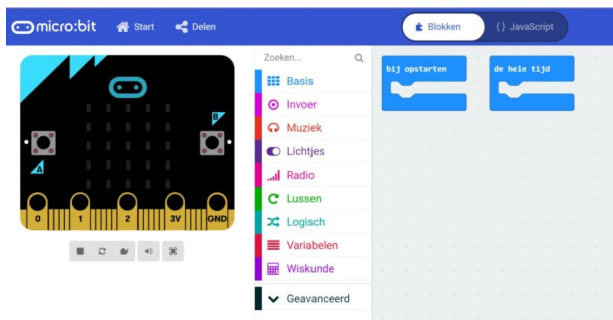 micro:bit Start Delen Blokken {} JavaScript
Zoeken...
bij opstarten de hele tijd
Basis
Invoer
Muziek
Lichtjes
Radio
Lussen
Logisch
Variabelen
Wiskunde
Geavanceerd
B
A
0 1 2 3V GND